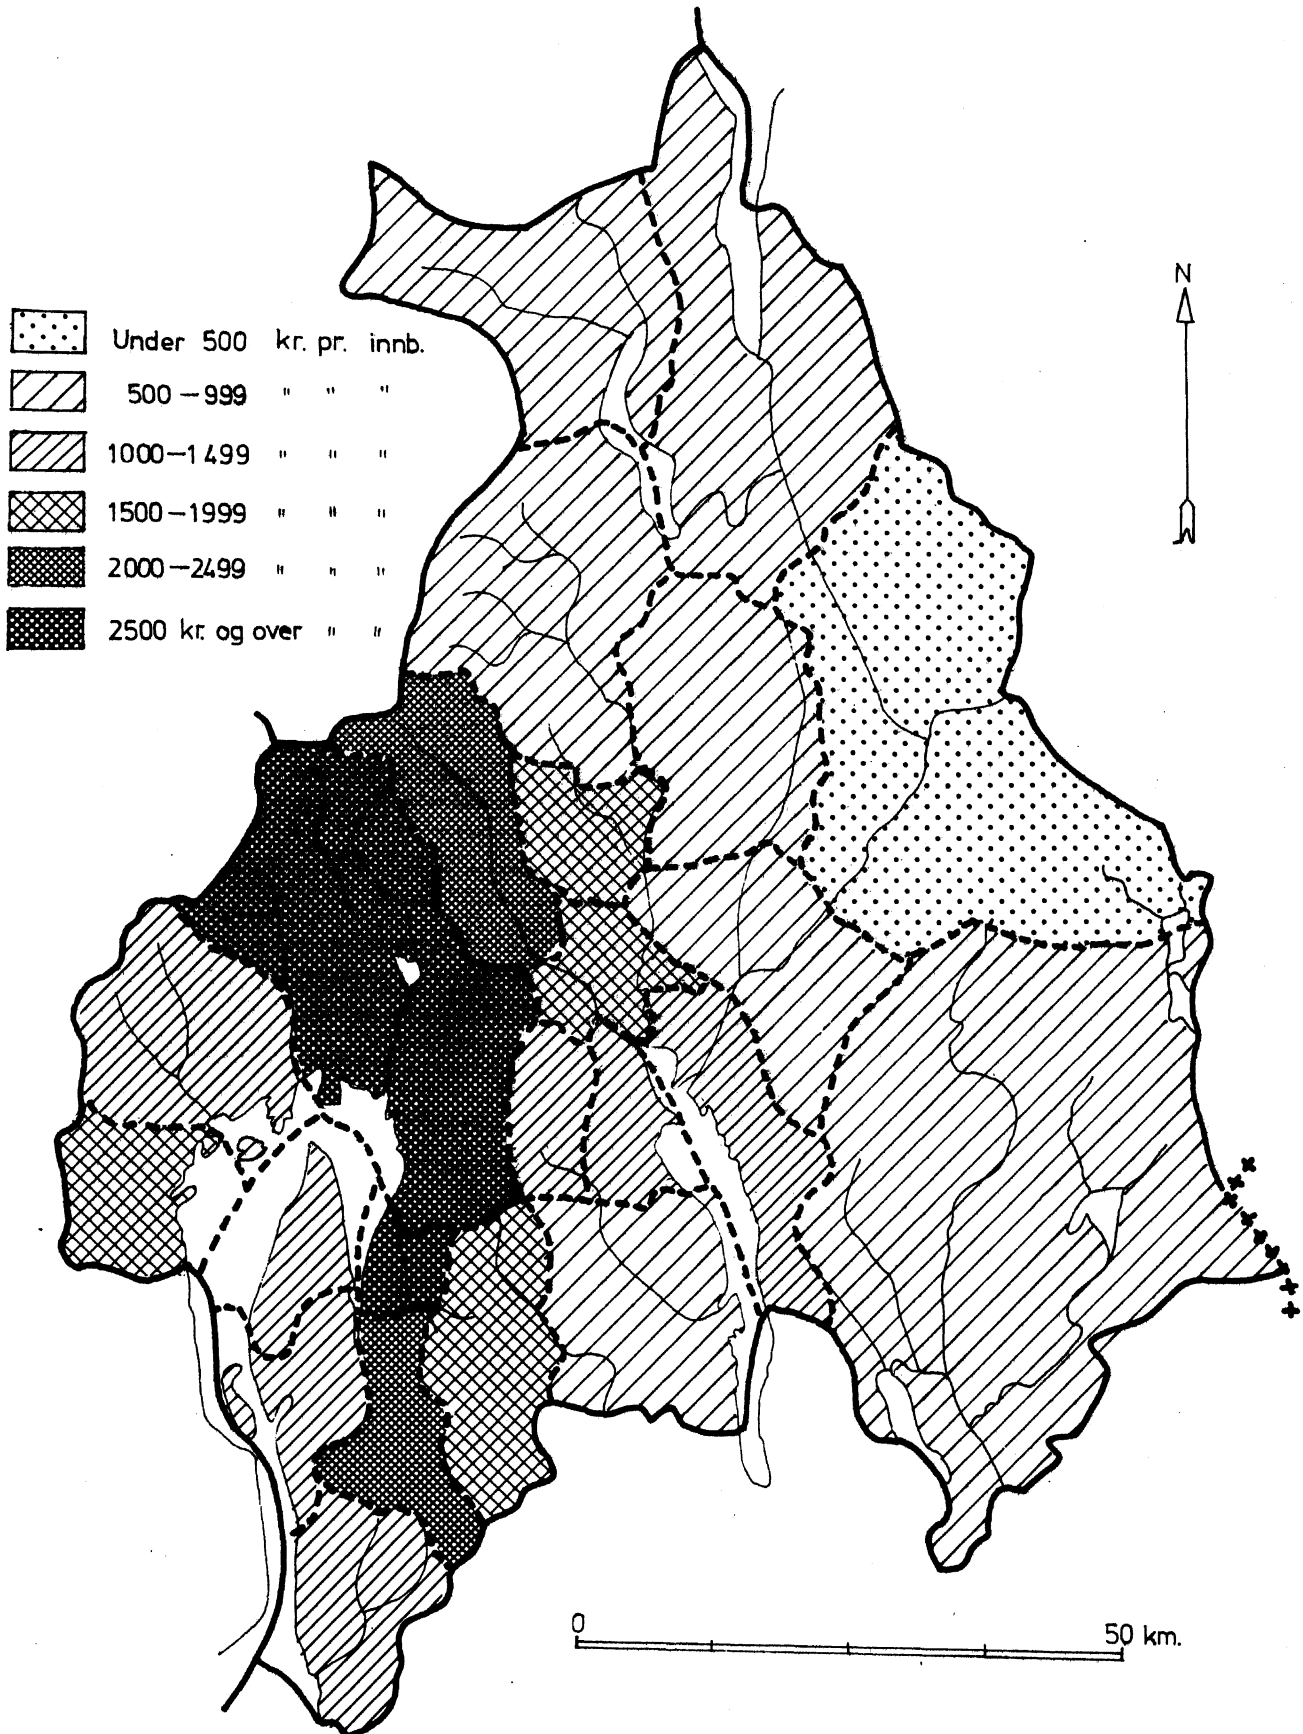 N
Under 500 kr. pr. innb.
500-999 " " "
1000-1499 " " "
1500-1999 " " "
2000-2499 " " "
2500 kr. og over " "
0 50 km.